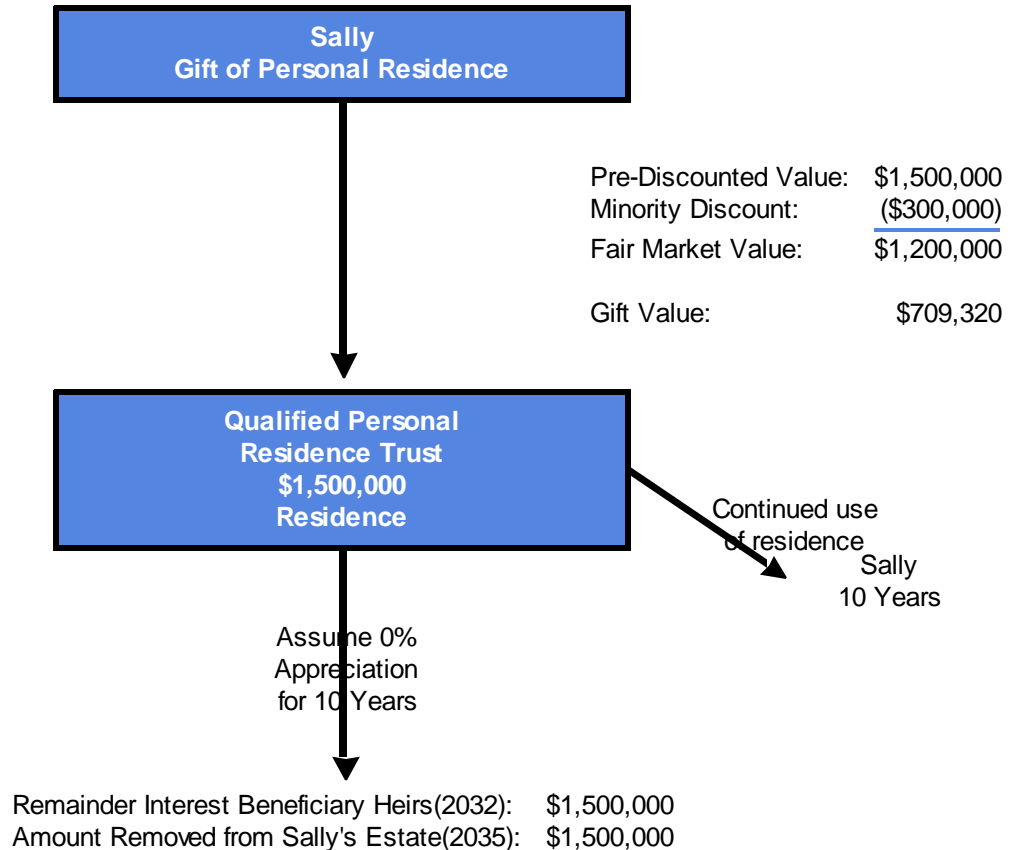 Sally
Gift of Personal Residence
Pre-Discounted Value: $1,500,000
Minority Discount: ($300,000)
Fair Market Value: $1,200,000
Gift Value: $709,320
Qualified Personal
Residence Trust
$1,500,000
Residence
Continued use
of residence
Sally
10 Years
Assume 0%
Appreciation
for 10 Years
Remainder Interest Beneficiary Heirs(2032): $1,500,000
Amount Removed from Sally's Estate(2035): $1,500,000